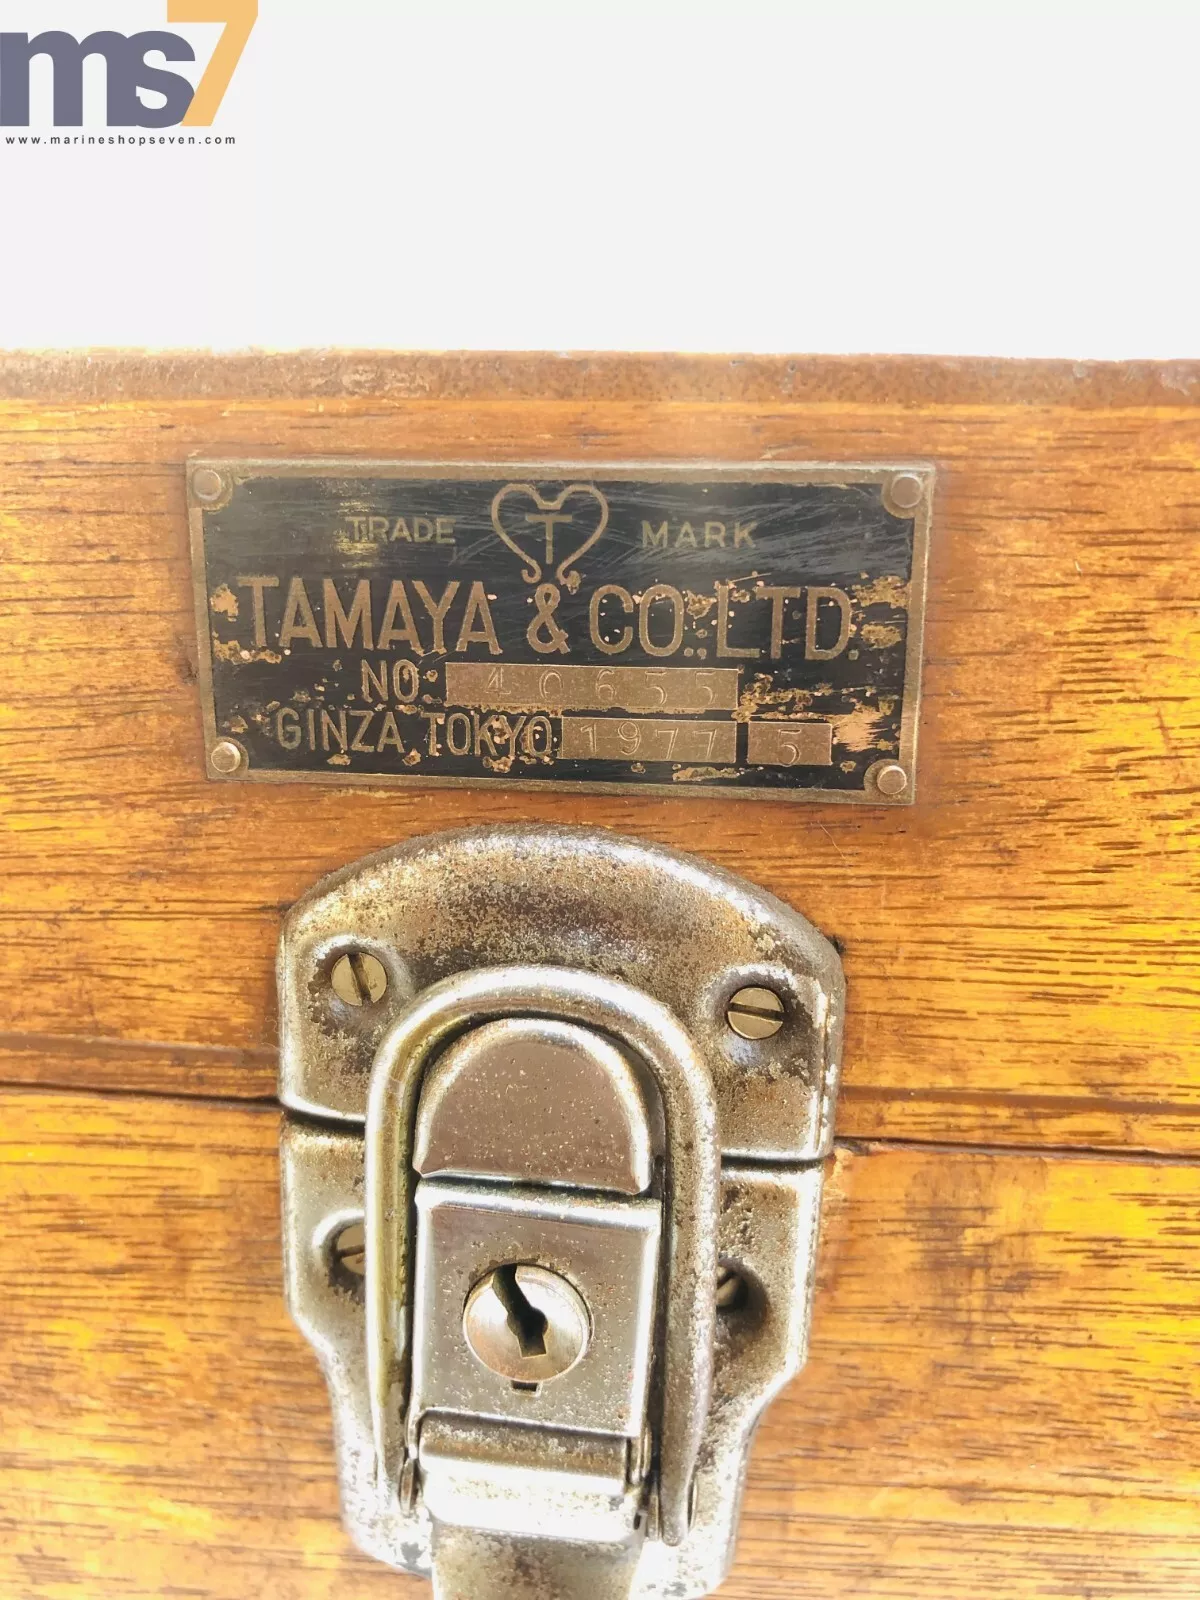 ms7
www.marineshopseven.com
TRADE T MARK
TAMAYA & CO., LTD.
NO. 40655
GINZA TOKYO 1977 5